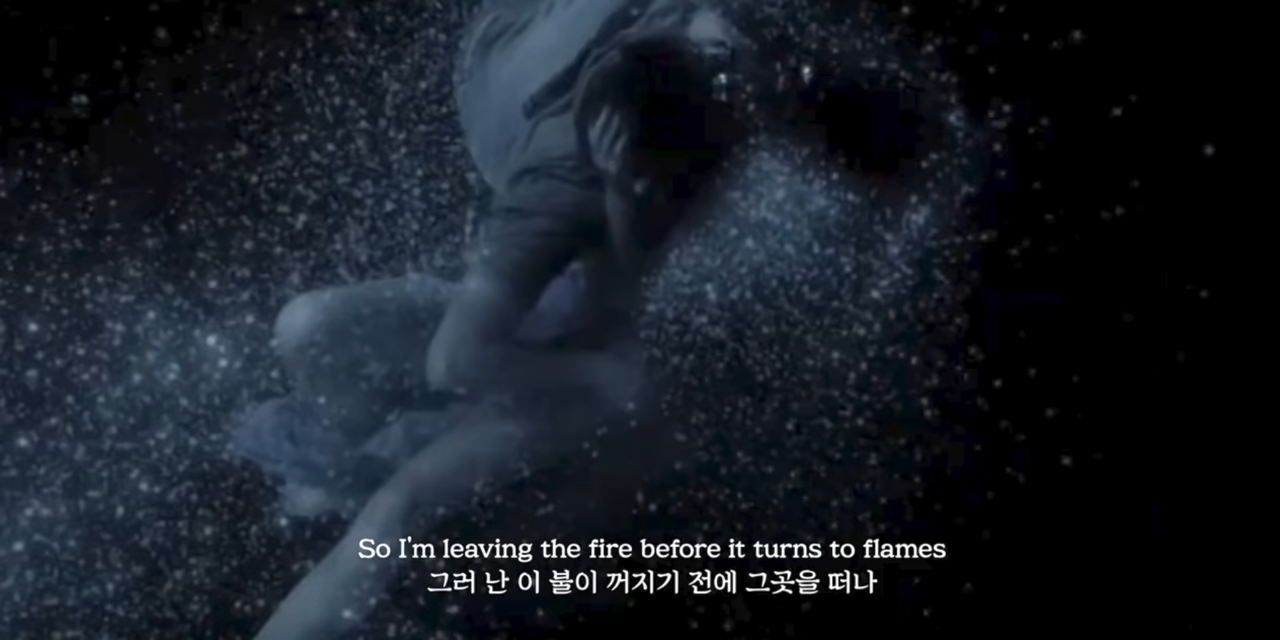 So I'm leaving the fire before it turns to flames
그러 난 이 불이 꺼지기 전에 그곳을 떠나